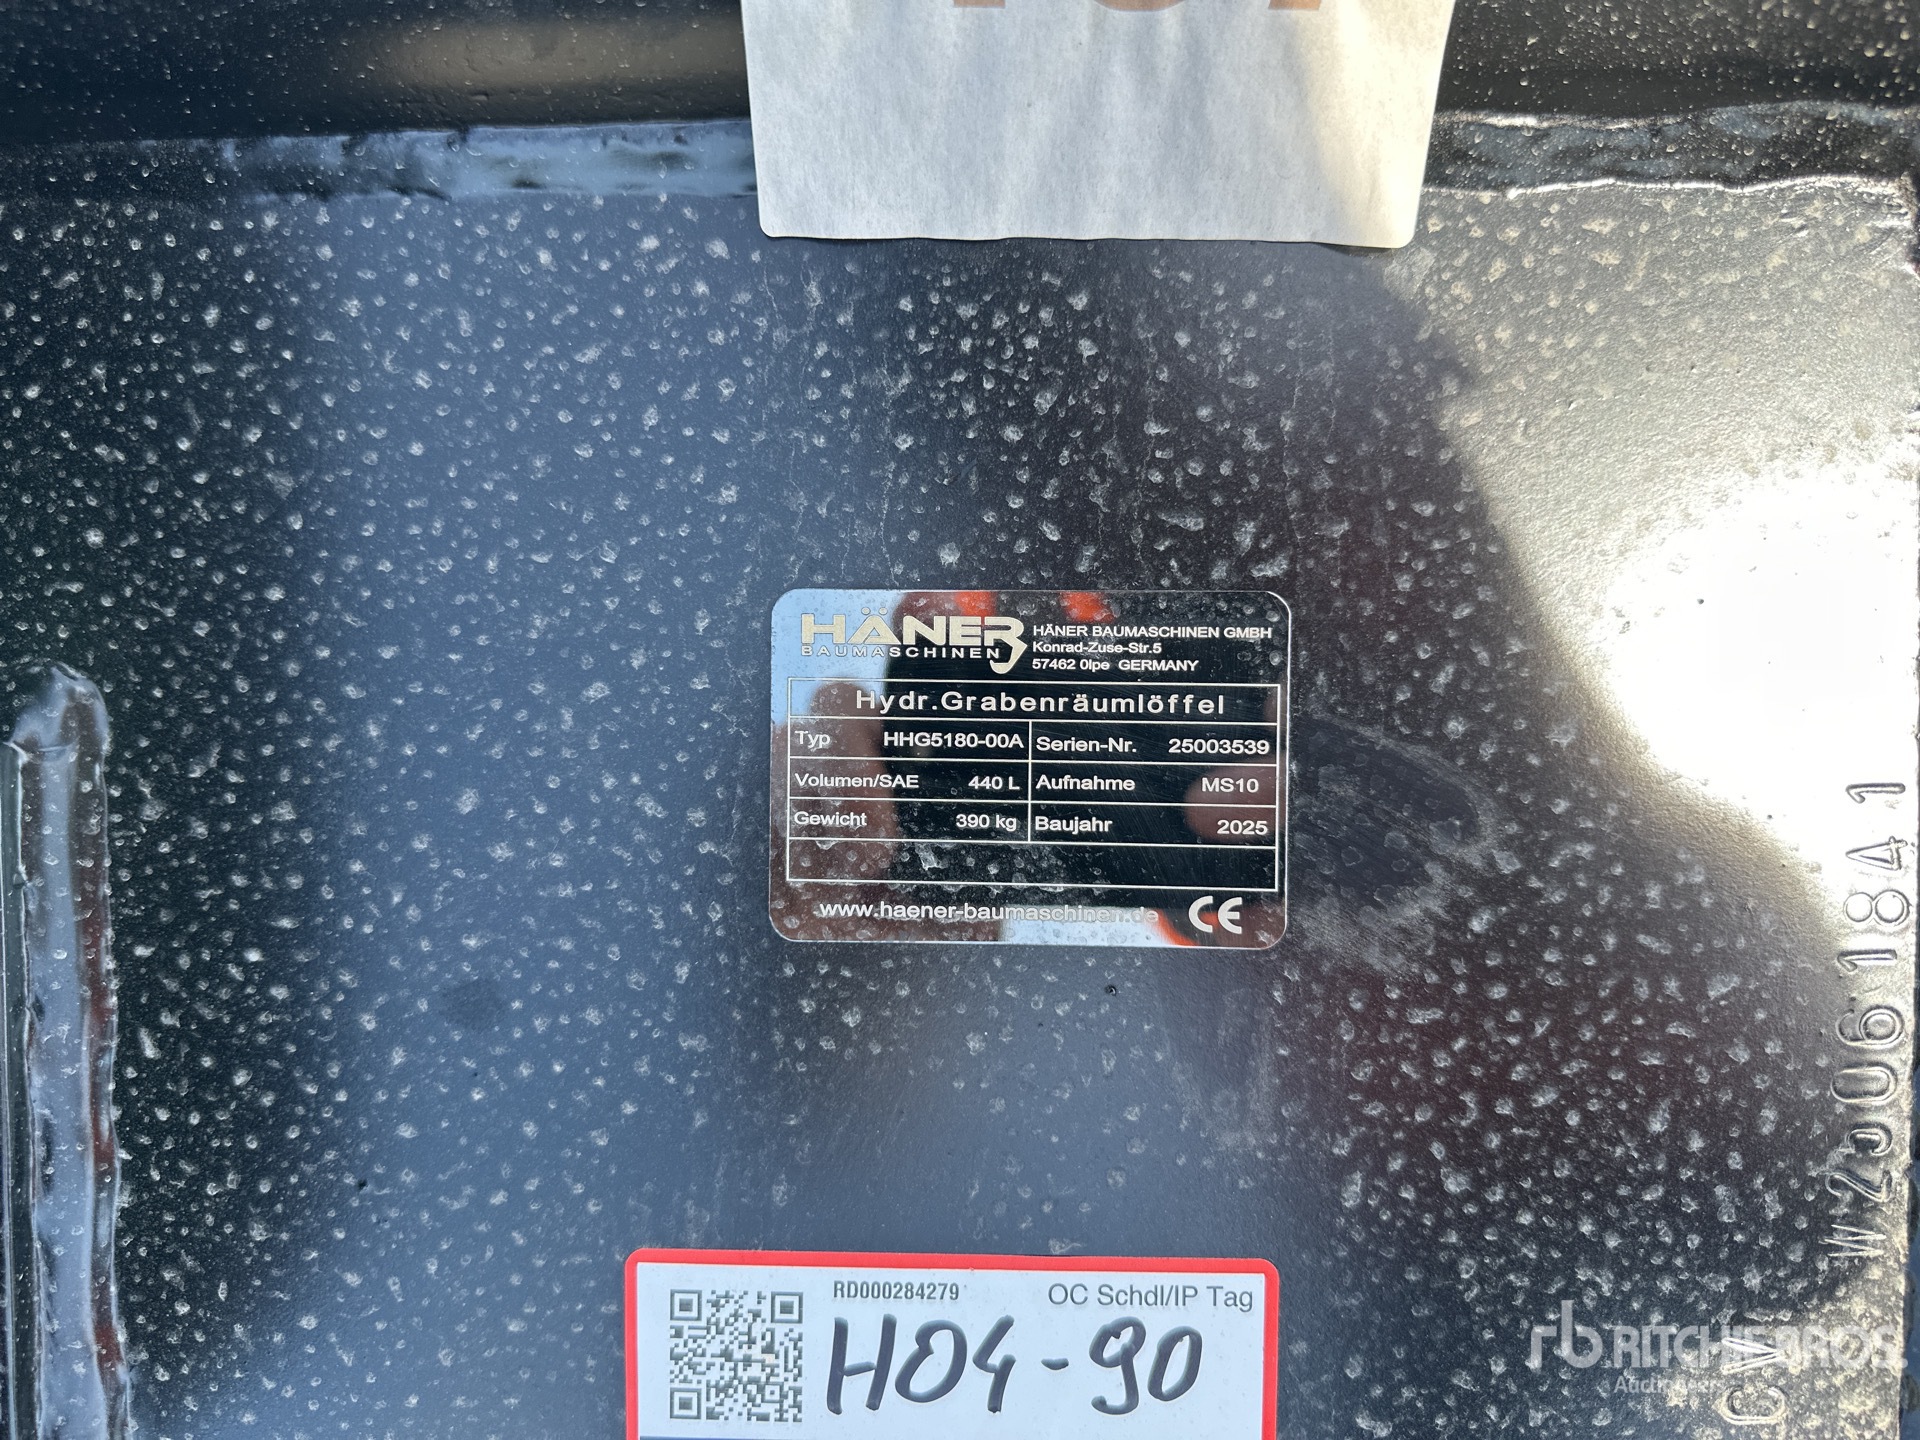 HÄNER
BAUMASCHINEN
HÄNER BAUMASCHINEN GMBH
Konrad-Zuse-Str.5
57462 Olpe GERMANY
Hydr.Grabenräumlöffel
Typ HHG5180-00A Serien-Nr. 25003539
Volumen/SAE 440 L Aufnahme MS10
Gewicht 390 kg Baujahr 2025
www.haener-baumaschinen.de CE
W25061841
RD000284279 OC Schdl/IP Tag
H04-90
rb RITCHIE BROS.
Auctioneers